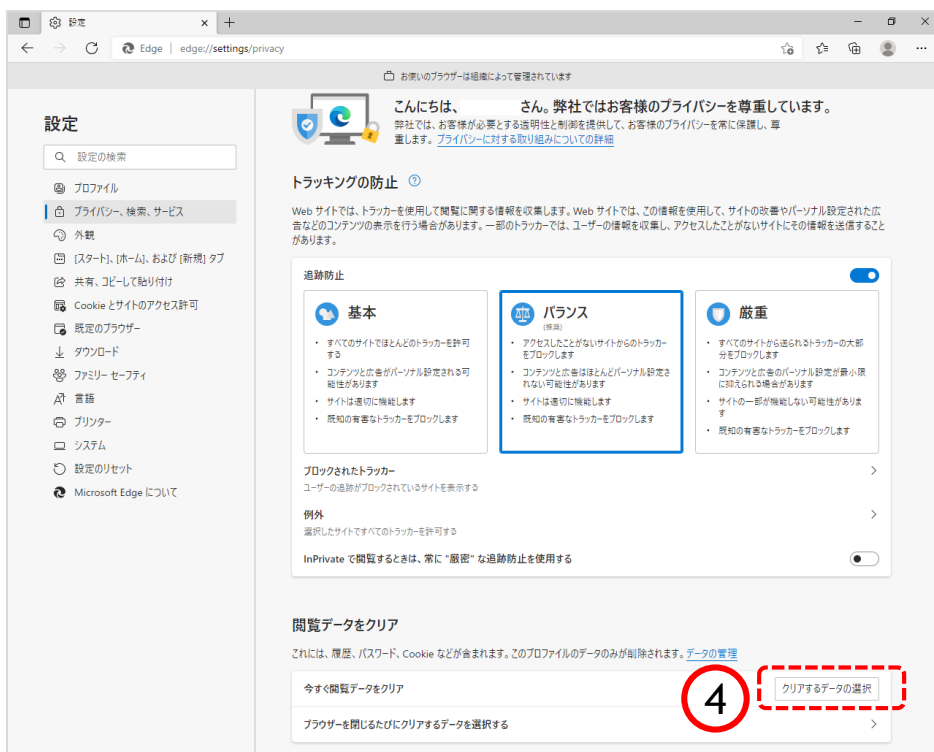 設定
Edge | edge://settings/privacy
お使いのブラウザーは組織によって管理されています
設定
設定の検索
プロファイル
プライバシー、検索、サービス
外観
[スタート]、[ホーム]、および [新規] タブ
共有、コピーして貼り付け
Cookie とサイトのアクセス許可
既定のブラウザー
ダウンロード
ファミリー セーフティ
言語
プリンター
システム
設定のリセット
Microsoft Edge について
こんにちは、 さん。弊社ではお客様のプライバシーを尊重しています。
弊社では、お客様が必要とする透明性と制御を提供して、お客様のプライバシーを常に保護し、尊
重します。プライバシーに対する取り組みについての詳細
トラッキングの防止
Web サイトでは、トラッカーを使用して閲覧に関する情報を収集します。Web サイトでは、この情報を使用して、サイトの改善やパーソナル設定された広
告などのコンテンツの表示を行う場合があります。一部のトラッカーでは、ユーザーの情報を収集し、アクセスしたことがないサイトにその情報を送信すること
があります。
追跡防止
基本
・ すべてのサイトでほとんどのトラッカーを許可
する
・ コンテンツと広告がパーソナル設定される可
能性があります
・ サイトは適切に機能します
・ 既知の有害なトラッカーをブロックします
バランス
(推奨)
・ アクセスしたことがないサイトからのトラッカー
をブロックします
・ コンテンツと広告はほとんどパーソナル設定さ
れない可能性があります
・ サイトは適切に機能します
・ 既知の有害なトラッカーをブロックします
厳重
・ すべてのサイトから送られるトラッカーの大部
分をブロックします
・ コンテンツと広告のパーソナル設定が最小限
に抑えられる場合があります
・ サイトの一部が機能しない可能性がありま
す
・ 既知の有害なトラッカーをブロックします
ブロックされたトラッカー
ユーザーの追跡がブロックされているサイトを表示する
例外
選択したサイトですべてのトラッカーを許可する
InPrivate で閲覧するときは、常に "厳密" な追跡防止を使用する
閲覧データをクリア
これには、履歴、パスワード、Cookie などが含まれます。このプロファイルのデータのみが削除されます。データの管理
今すぐ閲覧データをクリア
4
クリアするデータの選択
ブラウザーを閉じるたびにクリアするデータを選択する